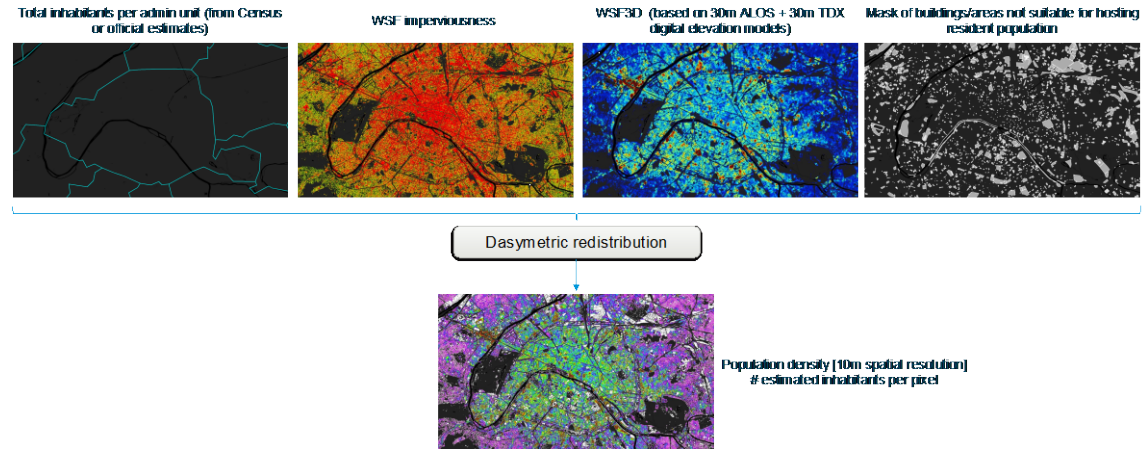 Total inhabitants per admin unit (from Census
or official estimates)
WSF imperviousness
WSF3D (based on 30m ALOS + 30m TDX
digital elevation models)
Mask of buildings/areas not suitable for hosting
resident population
Dasymetric redistribution
Population density [10m spatial resolution]
# estimated inhabitants per pixel